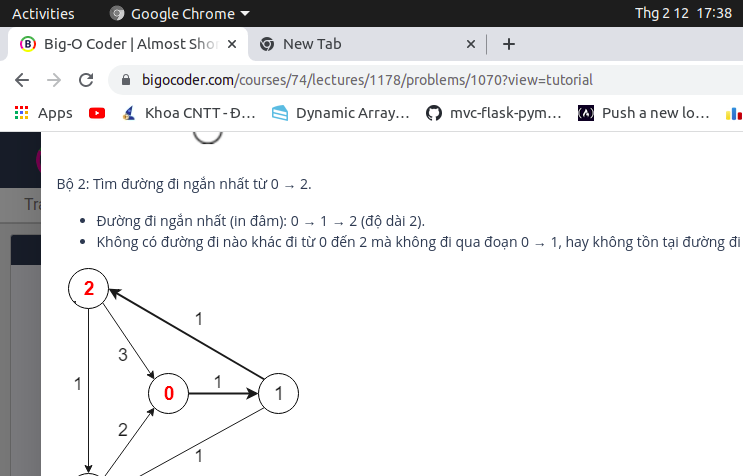 Activities Google Chrome Thg 2 12 17:38
Big-O Coder | Almost Shor New Tab
bigocoder.com/courses/74/lectures/1178/problems/1070?view=tutorial
Apps Khoa CNTT - Đ... Dynamic Array... mvc-flask-pym... Push a new lo...
Bộ 2: Tìm đường đi ngắn nhất từ 0 → 2.
Tra
• Đường đi ngắn nhất (in đâm): 0 → 1 → 2 (độ dài 2).
• Không có đường đi nào khác đi từ 0 đến 2 mà không đi qua đoạn 0 → 1, hay không tồn tại đường đi
2
1
3
1
0
1
1
2
1